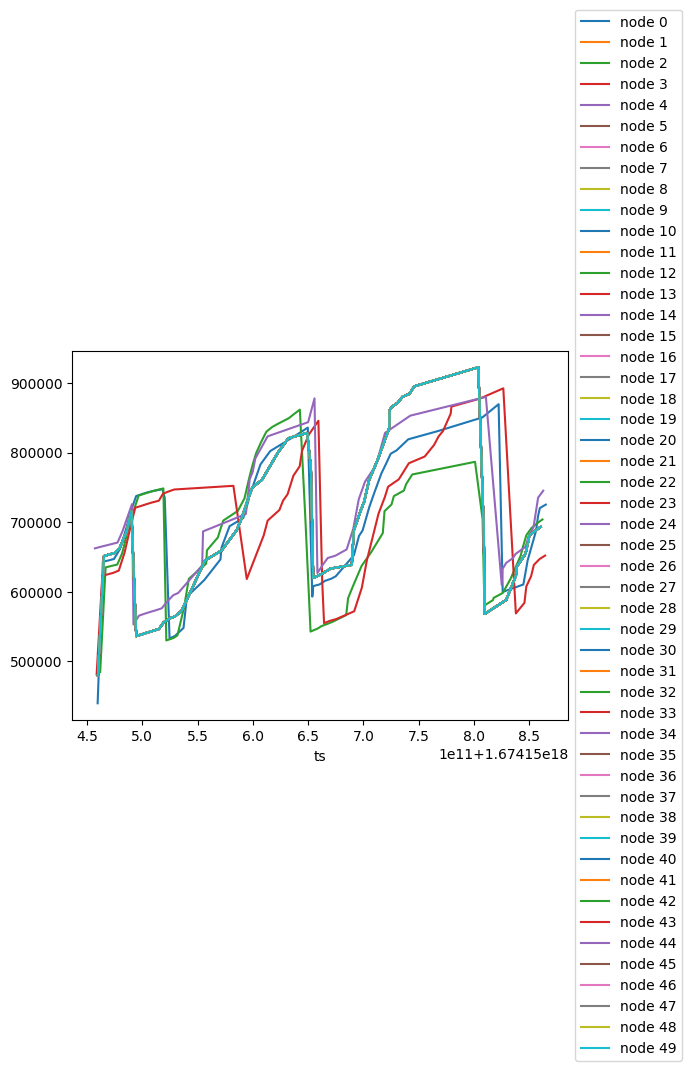 node 0
node 1
node 2
node 3
node 4
node 5
node 6
node 7
node 8
node 9
node 10
node 11
node 12
node 13
node 14
node 15
node 16
node 17
node 18
node 19
node 20
node 21
node 22
node 23
node 24
node 25
node 26
node 27
node 28
node 29
node 30
node 31
node 32
node 33
node 34
node 35
node 36
node 37
node 38
node 39
node 40
node 41
node 42
node 43
node 44
node 45
node 46
node 47
node 48
node 49
900000
800000
700000
600000
500000
4.5 5.0 5.5 6.0 6.5 7.0 7.5 8.0 8.5
ts
1e11+1.67415e18